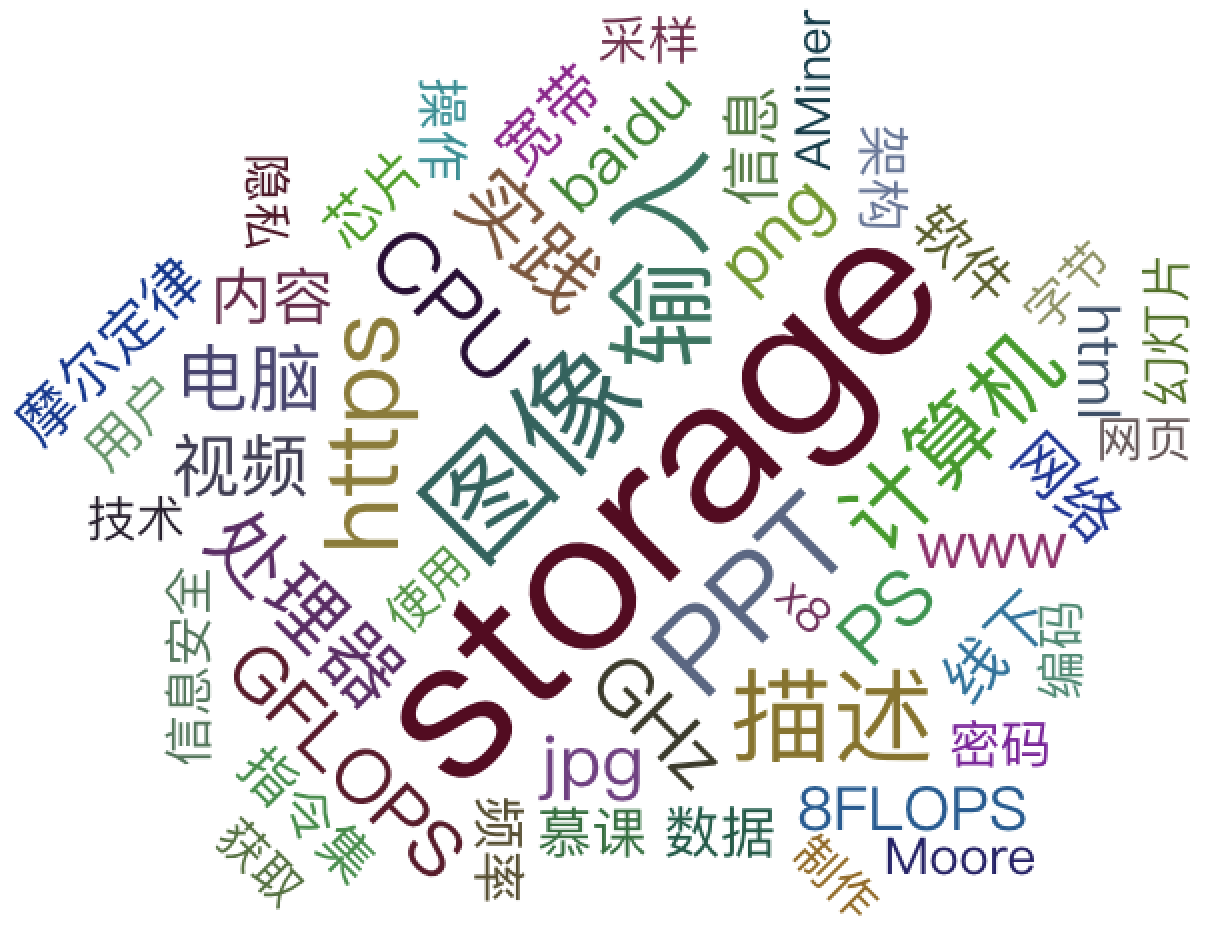 采样
AMiner
操作
宽带
baidu
信息
架构
隐私
芯片
实践
输入
png
软件
字节
幻灯片
摩尔定律
内容
CPU
storage
html
用户
电脑
https
图像
计算机
网页
视频
网络
技术
处理器
使用
PPT
www
x8
PS
线下
编码
信息安全
GFLOPS
GHz
描述
密码
指令集
jpg
获取
频率
慕课
数据
8FLOPS
制作
Moore